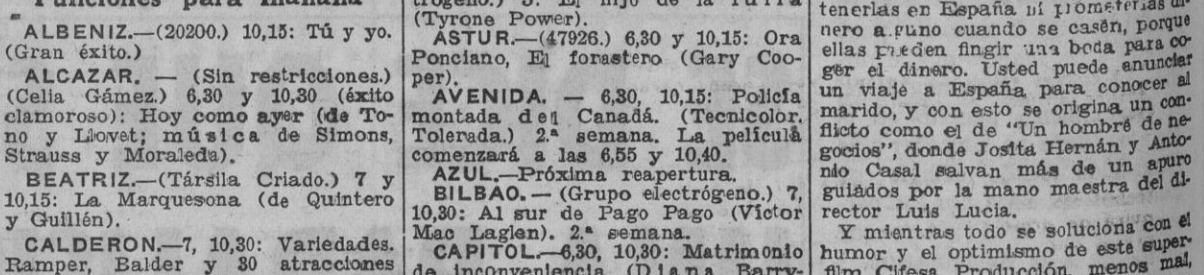 Funciones para mañana
ALBENIZ.—(20200.) 10,15: Tú y yo.
(Gran éxito.)
ALCAZAR. — (Sin restricciones.)
(Celia Gámez.) 6,30 y 10,30 (éxito
clamoroso): Hoy como ayer (de To-
no y Llovet; música de Simons,
Strauss y Moraleda).
BEATRIZ.—(Társila Criado.) 7 y
10,15: La Marquesona (de Quintero
y Guillén).
CALDERON.—7, 10,30: Variedades.
Ramper, Balder y 30 atracciones
trógeno.) 5: El hijo de la Furia
(Tyrone Power).
ASTUR.—(47926.) 6,30 y 10,15: Ora
Ponciano, El forastero (Gary Coo-
per).
AVENIDA. — 6,30, 10,15: Policía
montada del Canadá. (Tecnicolor.
Tolerada.) 2.ª semana. La película
comenzará a las 6,55 y 10,40.
AZUL.—Próxima reapertura.
BILBAO.— (Grupo electrógeno.) 7,
10,30: Al sur de Pago Pago (Víctor
Mac Laglen). 2.ª semana.
CAPITOL.—6,30, 10,30: Matrimonio
de inconveniencia (Diana Barry-
tenerlas en España ni prometerlas di-
nero alguno cuando se casen, porque
ellas pueden fingir una boda para co-
ger el dinero. Usted puede anunciar
un viaje a España para conocer al
marido, y con esto se origina un con-
flicto como el de "Un hombre de ne-
gocios", donde Josita Hernán y Anto-
nio Casal salvan más de un apuro
guiados por la mano maestra del di-
rector Luis Lucia.
Y mientras todo se soluciona con el
humor y el optimismo de este super-
film Cifesa Producción, menos mal,